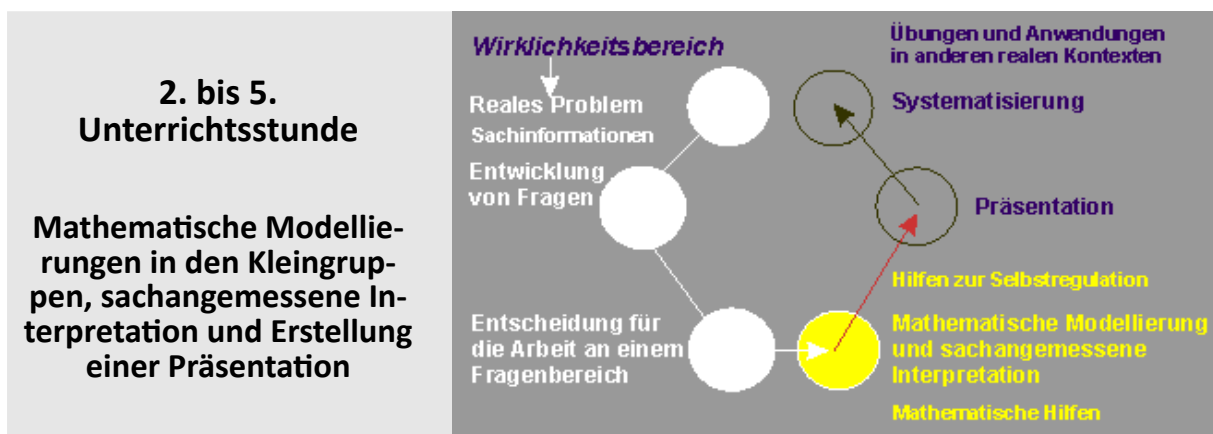 2. bis 5.
Unterrichtsstunde
Mathematische Modellie-
rungen in den Kleingrup-
pen, sachangemessene In-
terpretation und Erstellung
einer Präsentation
Wirklichkeitsbereich
Reales Problem
Sachinformationen
Entwicklung
von Fragen
Entscheidung für
die Arbeit an einem
Fragenbereich
Übungen und Anwendungen
in anderen realen Kontexten
Systematisierung
Präsentation
Hilfen zur Selbstregulation
Mathematische Modellierung
und sachangemessene
Interpretation
Mathematische Hilfen